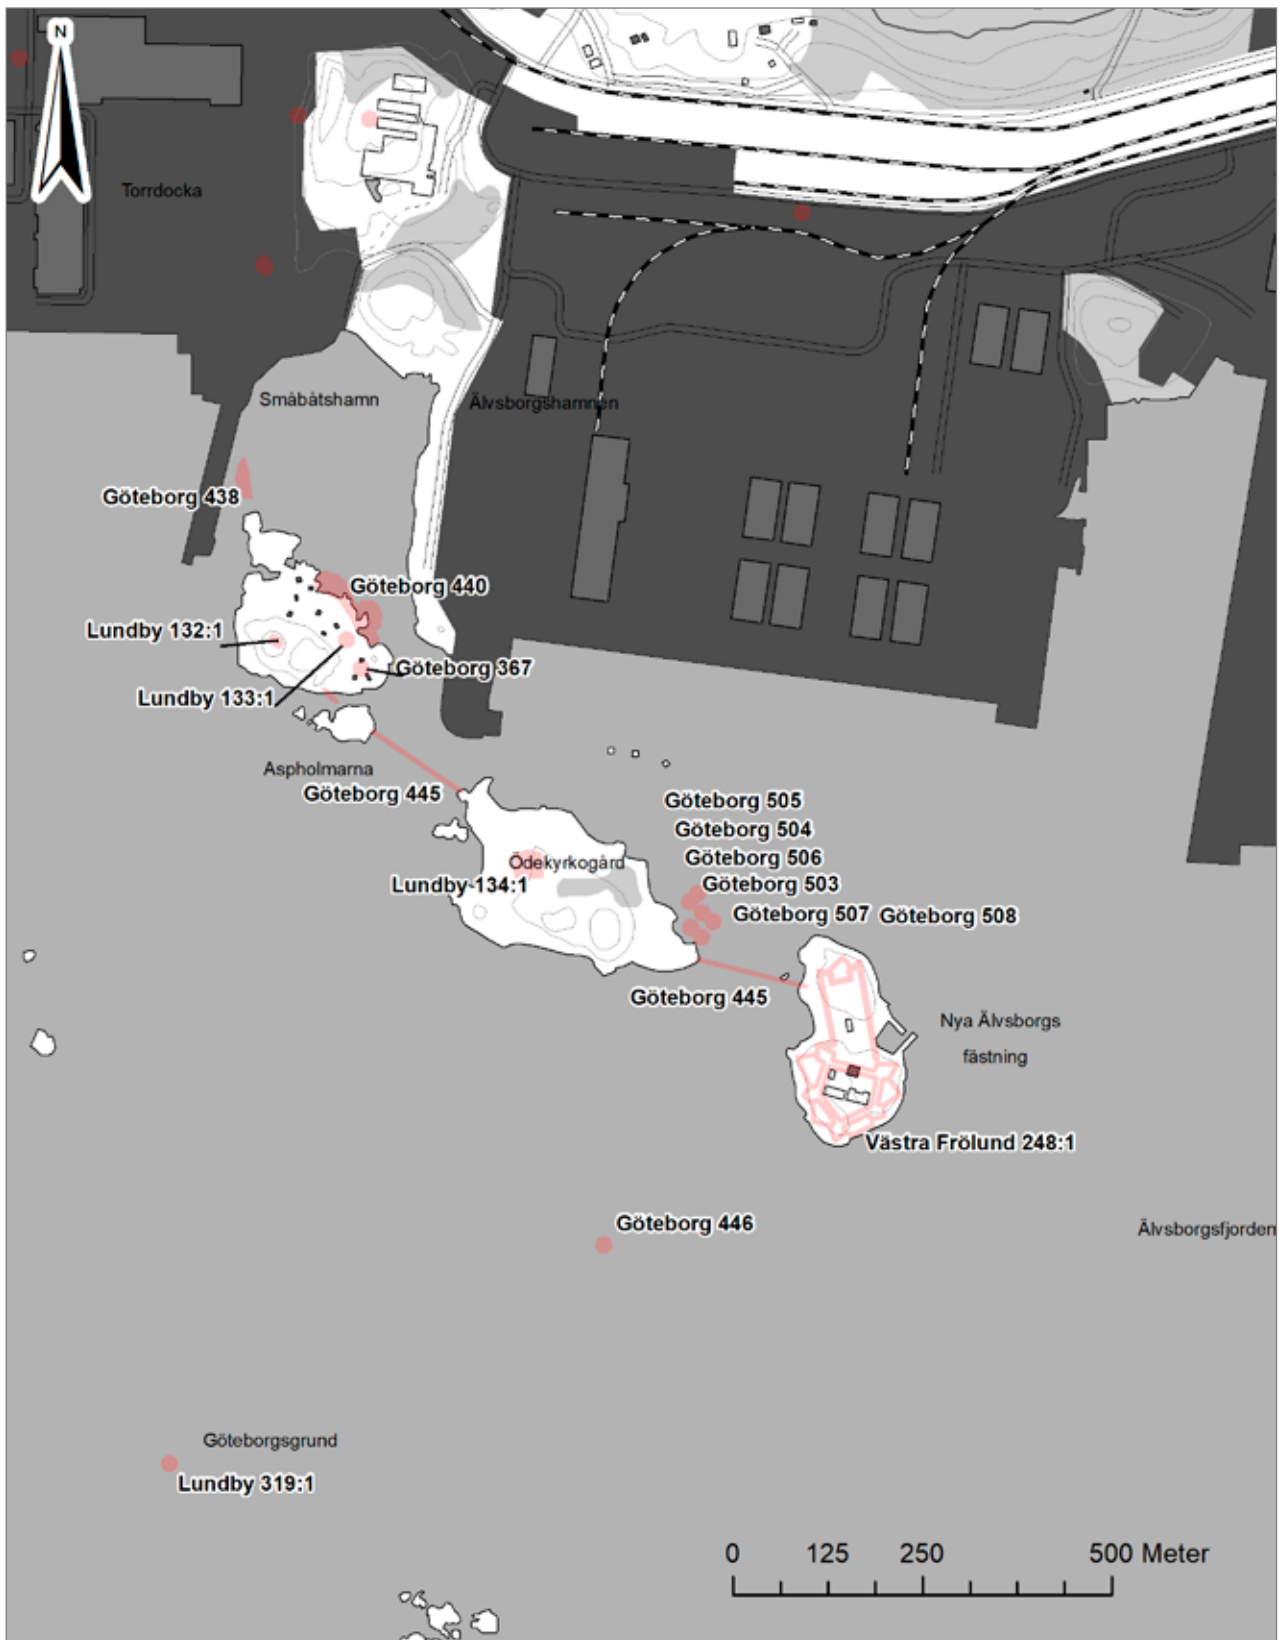 N
Torrdocka
Småbåtshamn
Älvsborgshamnen
Göteborg 438
Göteborg 440
Lundby 132:1
Göteborg 367
Lundby 133:1
Aspholmarna
Göteborg 445
Göteborg 505
Göteborg 504
Göteborg 506
Ödekyrkogård
Lundby 134:1
Göteborg 503
Göteborg 507 Göteborg 508
Göteborg 445
Nya Älvsborgs
fästning
Västra Frölund 248:1
Göteborg 446
Älvsborgsfjorden
Göteborgsgrund
Lundby 319:1
0 125 250 500 Meter